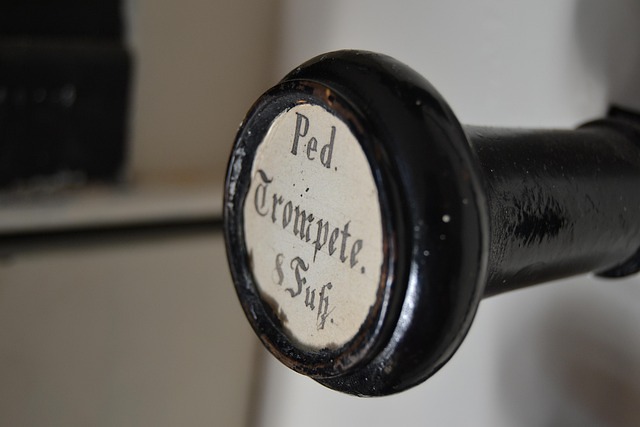 Ped.
Trompete.
8 Fuß.